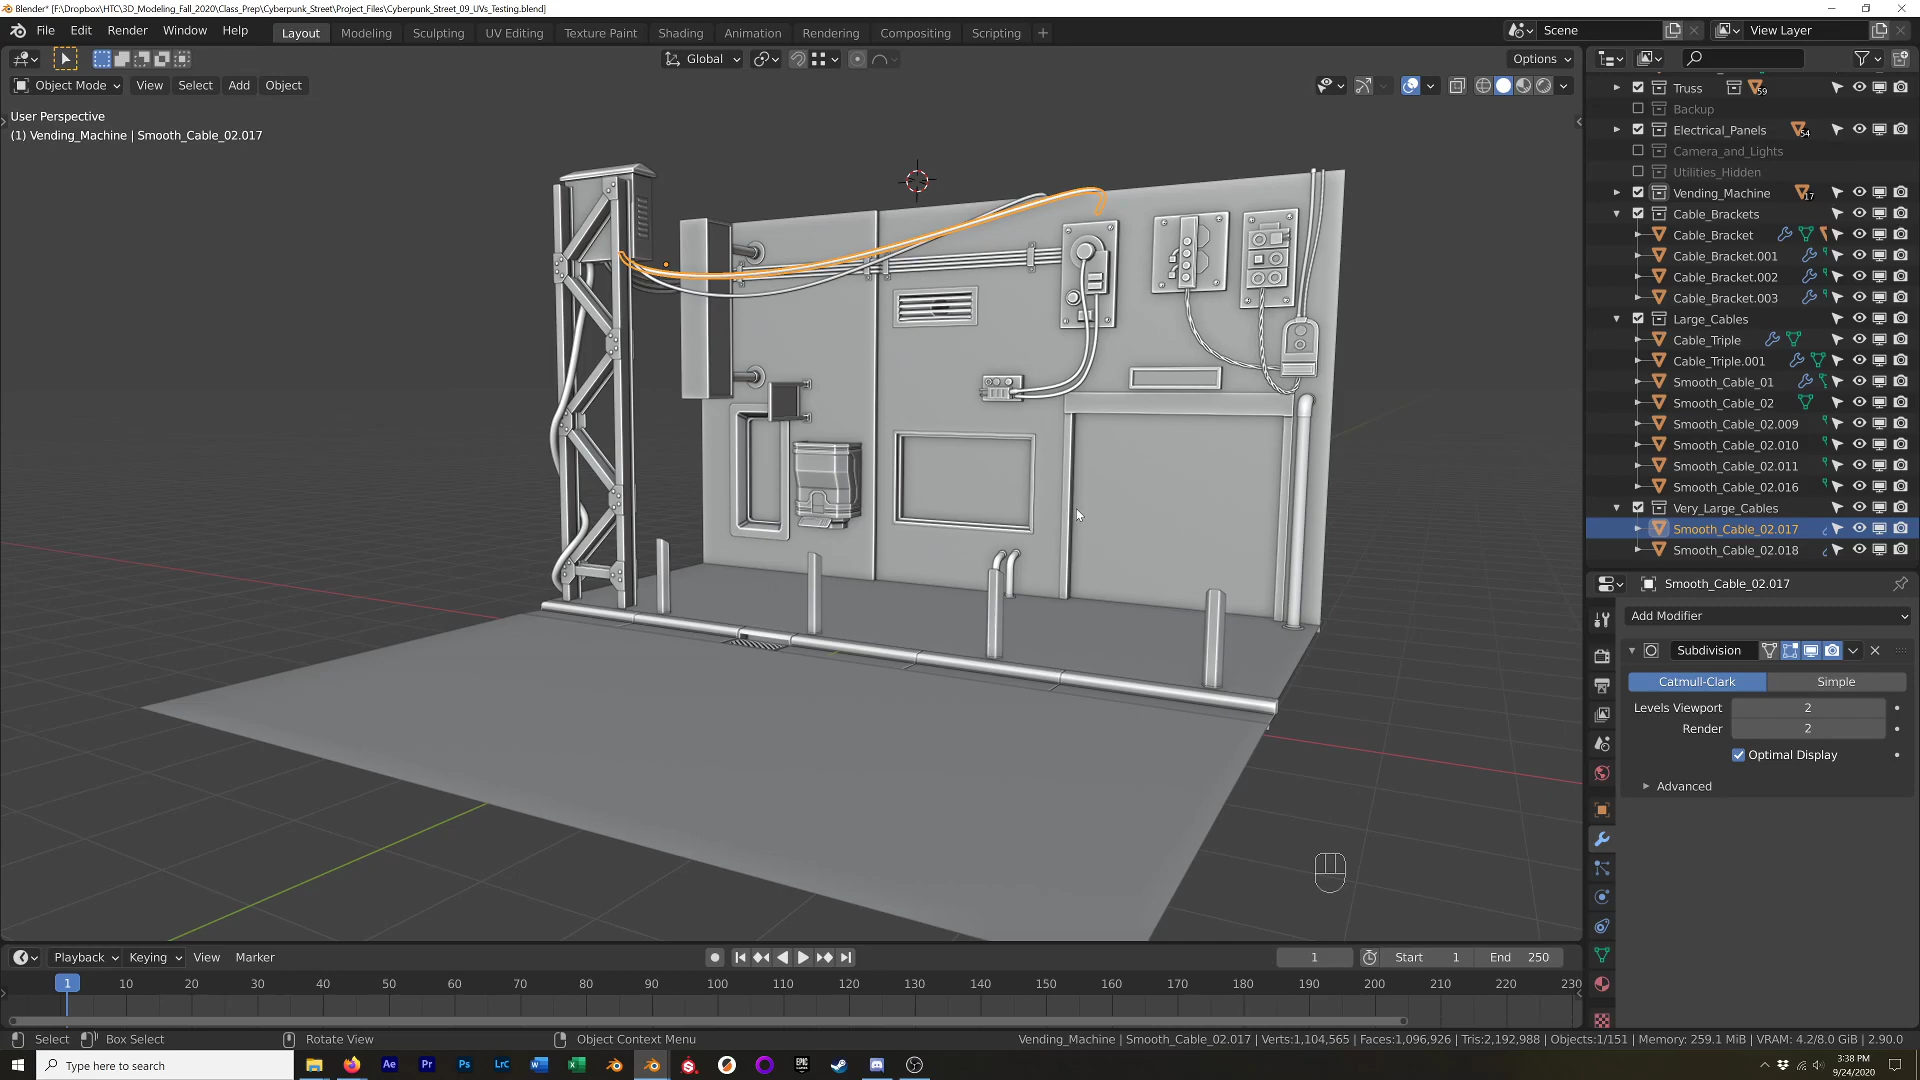 Blender* [F:\Dropbox\HTC\3D_Modeling_Fall_2020\Class_Prep\Cyberpunk_Street\Project_Files\Cyberpunk_Street_09_UVs_Testing.blend]
File Edit Render Window Help Layout Modeling Sculpting UV Editing Texture Paint Shading Animation Rendering Compositing Scripting Scene View Layer
Global Options
Object Mode View Select Add Object
User Perspective
(1) Vending_Machine | Smooth_Cable_02.017
Truss 59
Backup
Electrical_Panels 54
Camera_and_Lights
Utilities_Hidden
Vending_Machine 17
Cable_Brackets
Cable_Bracket
Cable_Bracket.001
Cable_Bracket.002
Cable_Bracket.003
Large_Cables
Cable_Triple
Cable_Triple.001
Smooth_Cable_01
Smooth_Cable_02
Smooth_Cable_02.009
Smooth_Cable_02.010
Smooth_Cable_02.011
Smooth_Cable_02.016
Very_Large_Cables
Smooth_Cable_02.017
Smooth_Cable_02.018
Smooth_Cable_02.017
Add Modifier
Subdivision
Catmull-Clark Simple
Levels Viewport 2
Render 2
Optimal Display
Advanced
Playback Keying View Marker 1 Start 1 End 250
1 10 20 30 40 50 60 70 80 90 100 110 120 130 140 150 160 170 180 190 200 210 220 230
Select Box Select Rotate View Object Context Menu Vending_Machine | Smooth_Cable_02.017 | Verts:1,104,565 | Faces:1,096,926 | Tris:2,192,988 | Objects:1/151 | Memory: 259.1 MiB | VRAM: 4.2/8.0 GiB | 2.90.0
Type here to search Ae Pr Ps Lrc
3:38 PM
9/24/2020